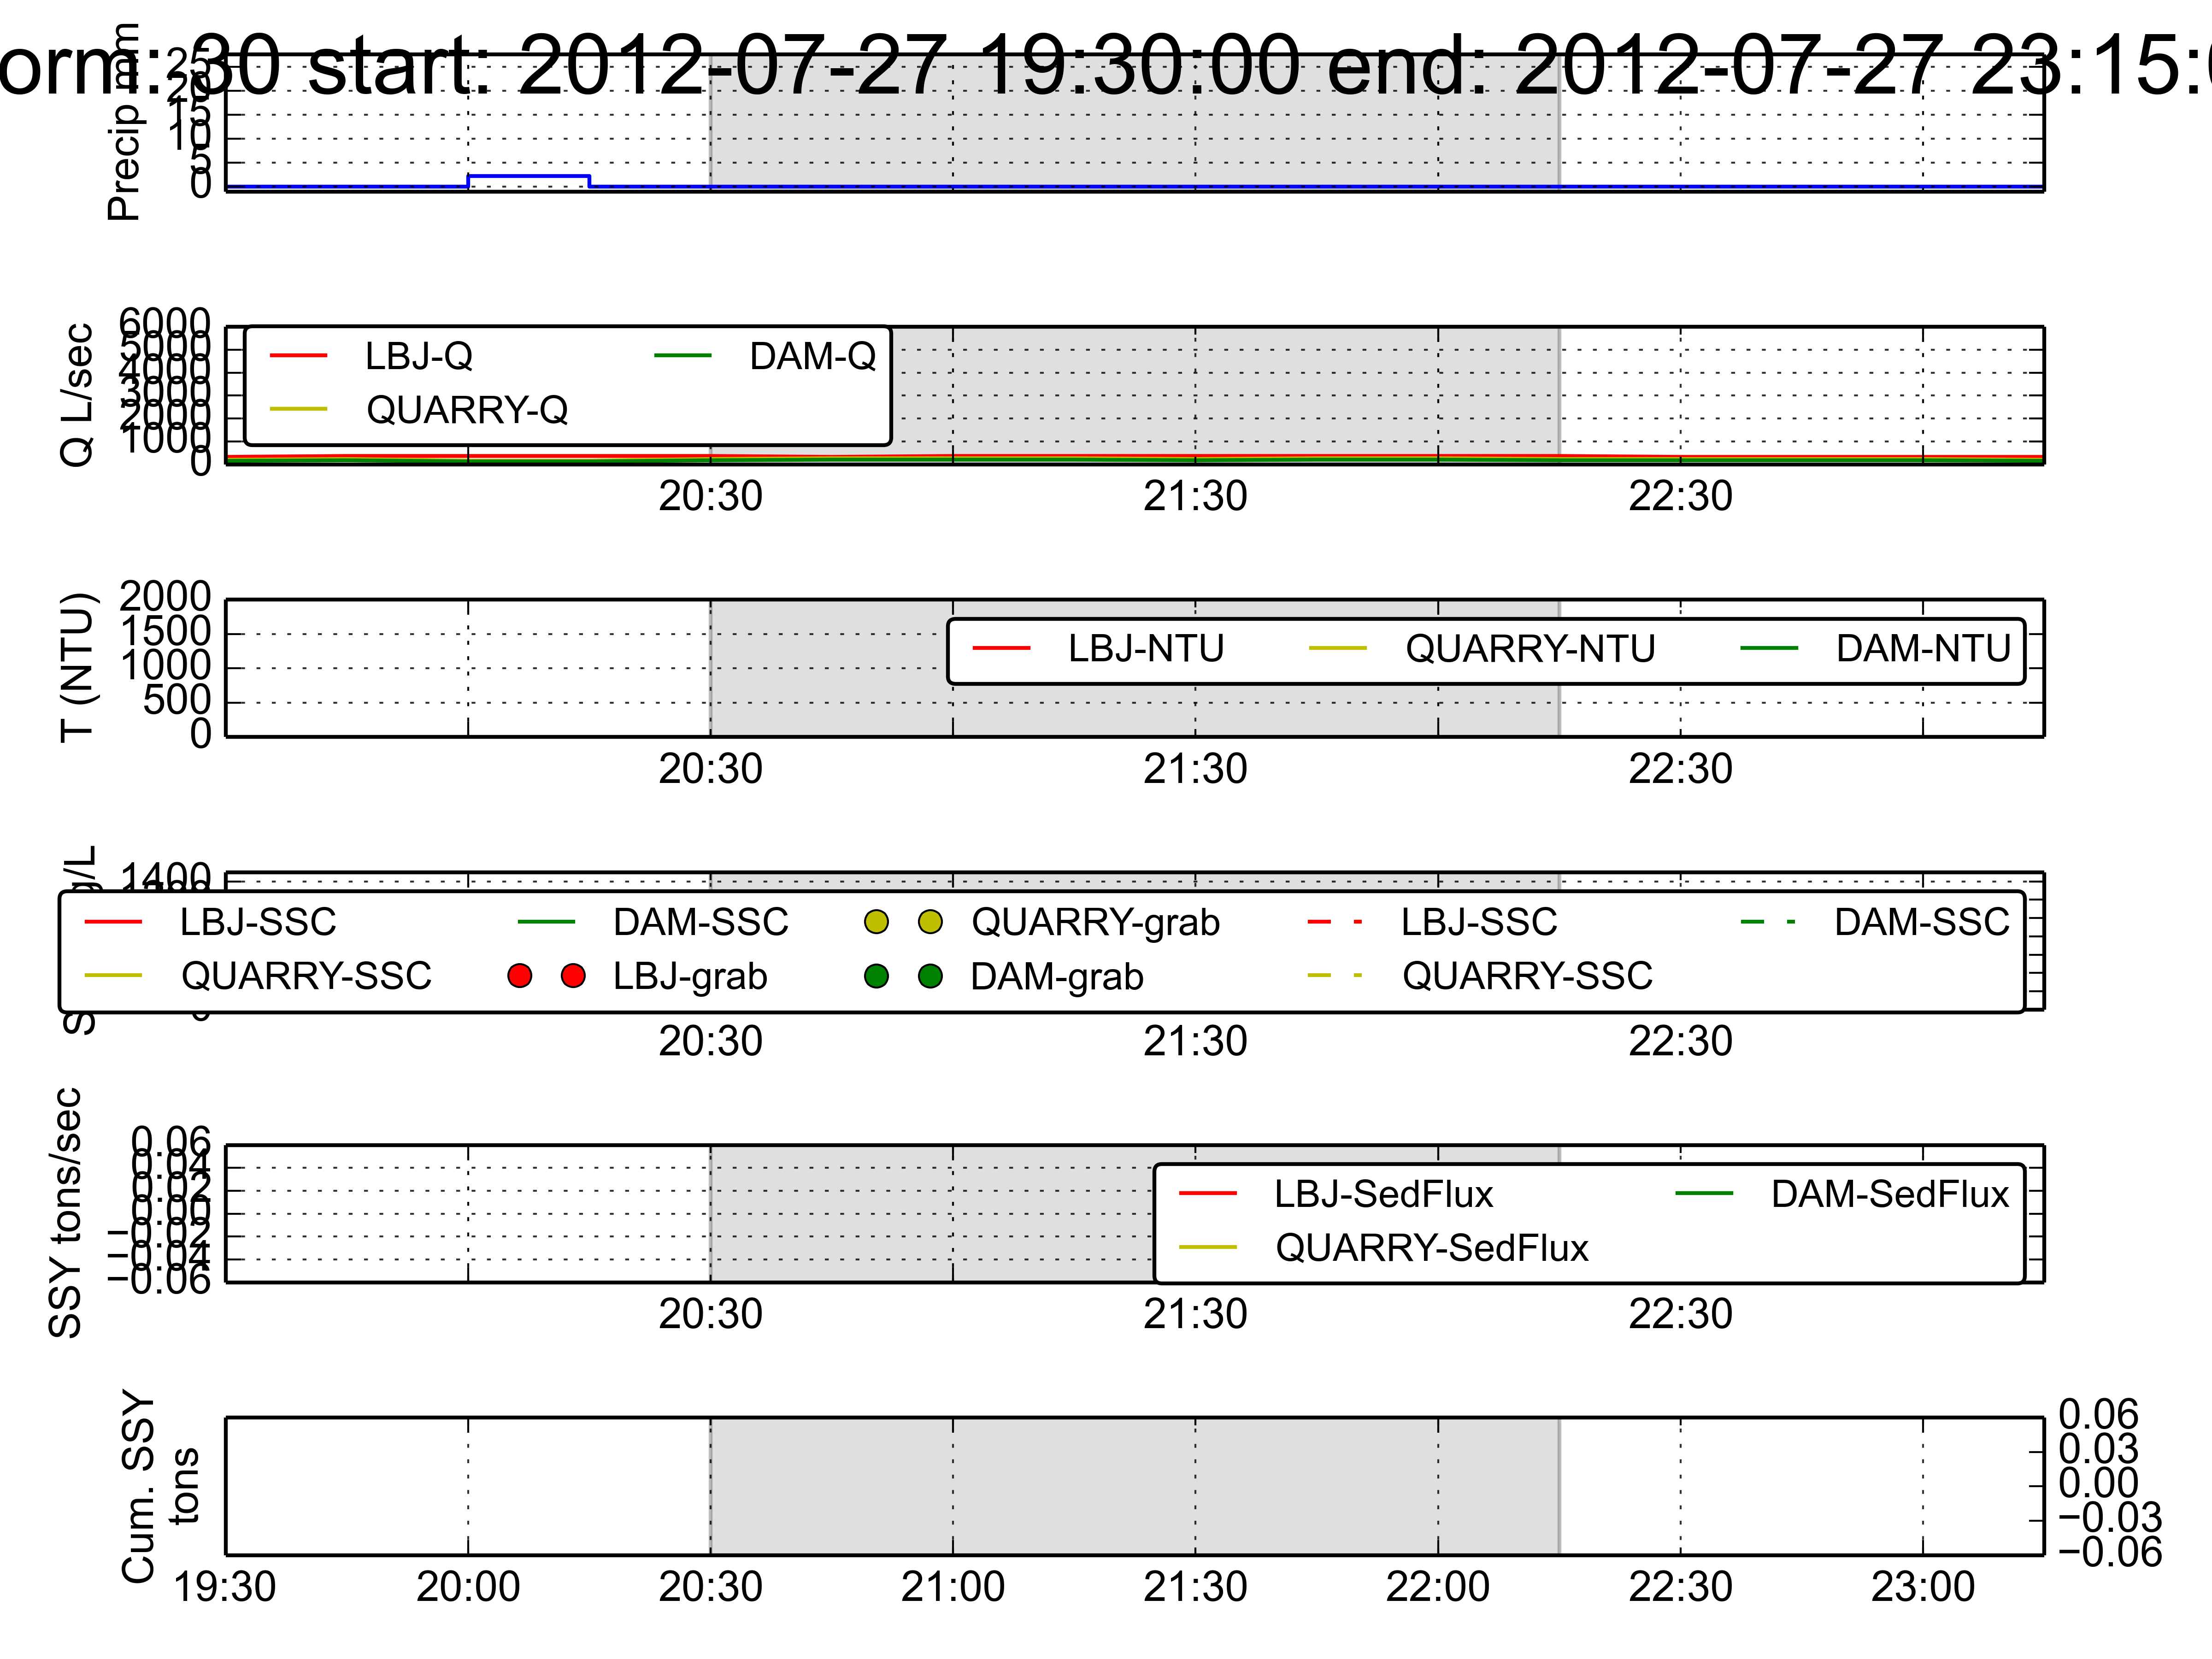 orm: 30 start: 2012-07-27 19:30:00 end: 2012-07-27 23:15:0
Precip mm
25
20
15
10
5
0
Q L/sec
6000
5000
4000
3000
2000
1000
0
LBJ-Q
DAM-Q
QUARRY-Q
20:30 21:30 22:30
T (NTU)
2000
1500
1000
500
0
LBJ-NTU
QUARRY-NTU
DAM-NTU
20:30 21:30 22:30
g/L
1400
LBJ-SSC
DAM-SSC
QUARRY-grab
LBJ-SSC
DAM-SSC
QUARRY-SSC
LBJ-grab
DAM-grab
QUARRY-SSC
20:30 21:30 22:30
SSY tons/sec
0.06
0.04
0.02
0.00
−0.02
−0.04
−0.06
LBJ-SedFlux
DAM-SedFlux
QUARRY-SedFlux
20:30 21:30 22:30
Cum. SSY
tons
0.06
0.03
0.00
−0.03
−0.06
19:30 20:00 20:30 21:00 21:30 22:00 22:30 23:00